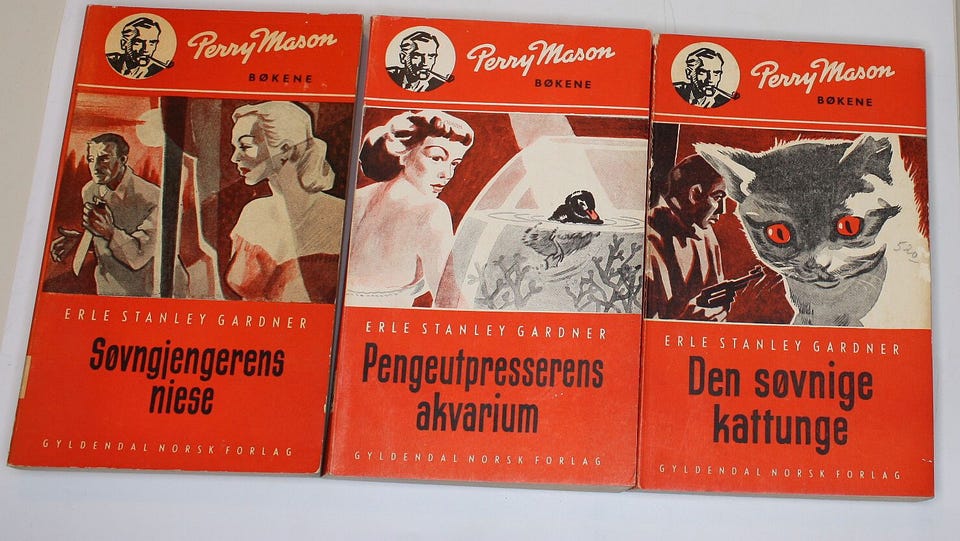 Perry Mason
BØKENE
ERLE STANLEY GARDNER
Søvngjengerens
niese
GYLDENDAL NORSK FORLAG
Perry Mason
BØKENE
ERLE STANLEY GARDNER
Pengeutpresserens
akvarium
GYLDENDAL NORSK FORLAG
Perry Mason
BØKENE
520
ERLE STANLEY GARDNER
Den søvnige
kattunge
GYLDENDAL NORSK FORLAG